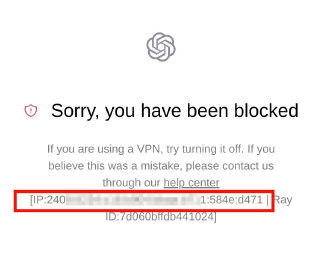 Sorry, you have been blocked
If you are using a VPN, try turning it off. If you
believe this was a mistake, please contact us
through our help center
[IP:240 1:584e:d471 | Ray
ID:7d060bffdb441024]